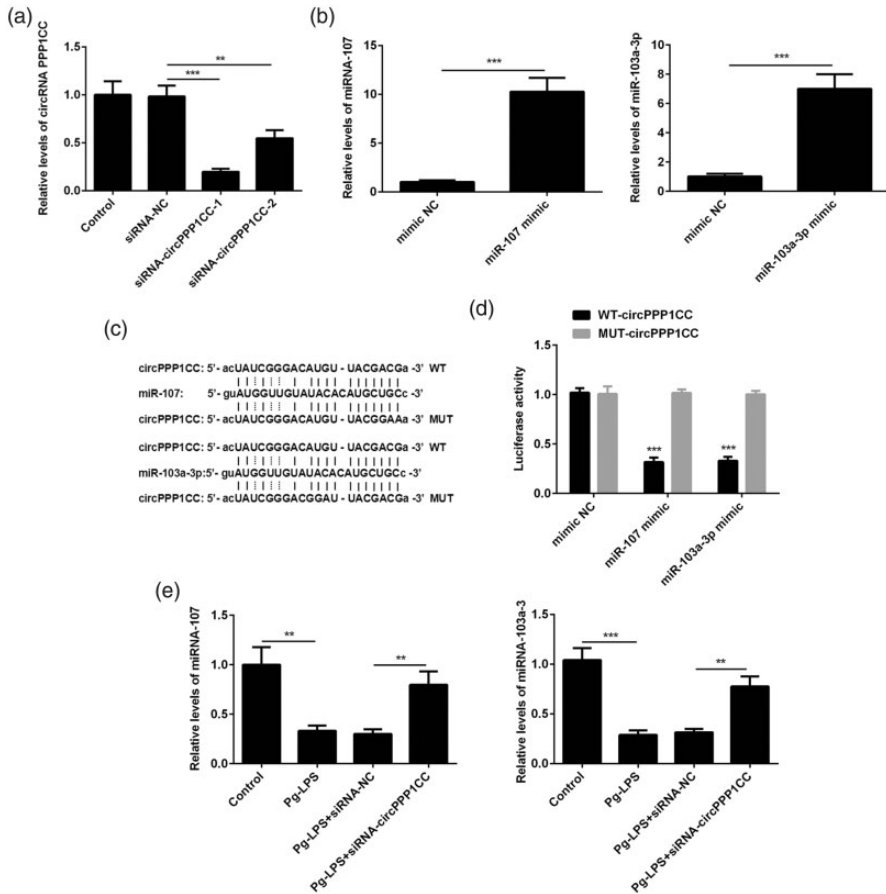 (a)
Relative levels of circRNA PPP1CC
1.5
1.0
0.5
0.0
**
***
Control
siRNA-NC
siRNA-circPPP1CC-1
siRNA-circPPP1CC-2
(b)
Relative levels of miRNA-107
15
10
5
0
***
mimic NC
miR-107 mimic
Relative levels of miR-103a-3p
8
6
4
2
0
***
mimic NC
miR-103a-3p mimic
(c)
circPPP1CC: 5'- acUAUCGGGACAUGU - UACGACGa -3' WT
miR-107: 5'- guAUGGUUGUAUACACAUGCUGCc -3'
circPPP1CC: 5'- acUAUCGGGACAUGU - UACGGAAa -3' MUT
circPPP1CC: 5'- acUAUCGGGACAUGU - UACGACGa -3' WT
miR-103a-3p:5'- guAUGGUUGUAUACACAUGCUGCc -3'
circPPP1CC: 5'- acUAUCGGGACGGAU - UACGACGa -3' MUT
(d)
WT-circPPP1CC
MUT-circPPP1CC
Luciferase activity
1.5
1.0
0.5
0.0
***
***
mimic NC
miR-107 mimic
miR-103a-3p mimic
(e)
Relative levels of miRNA-107
1.5
1.0
0.5
0.0
**
**
Control
Pg-LPS
Pg-LPS+siRNA-NC
Pg-LPS+siRNA-circPPP1CC
Relative levels of miRNA-103a-3
1.5
1.0
0.5
0.0
***
**
Control
Pg-LPS
Pg-LPS+siRNA-NC
Pg-LPS+siRNA-circPPP1CC